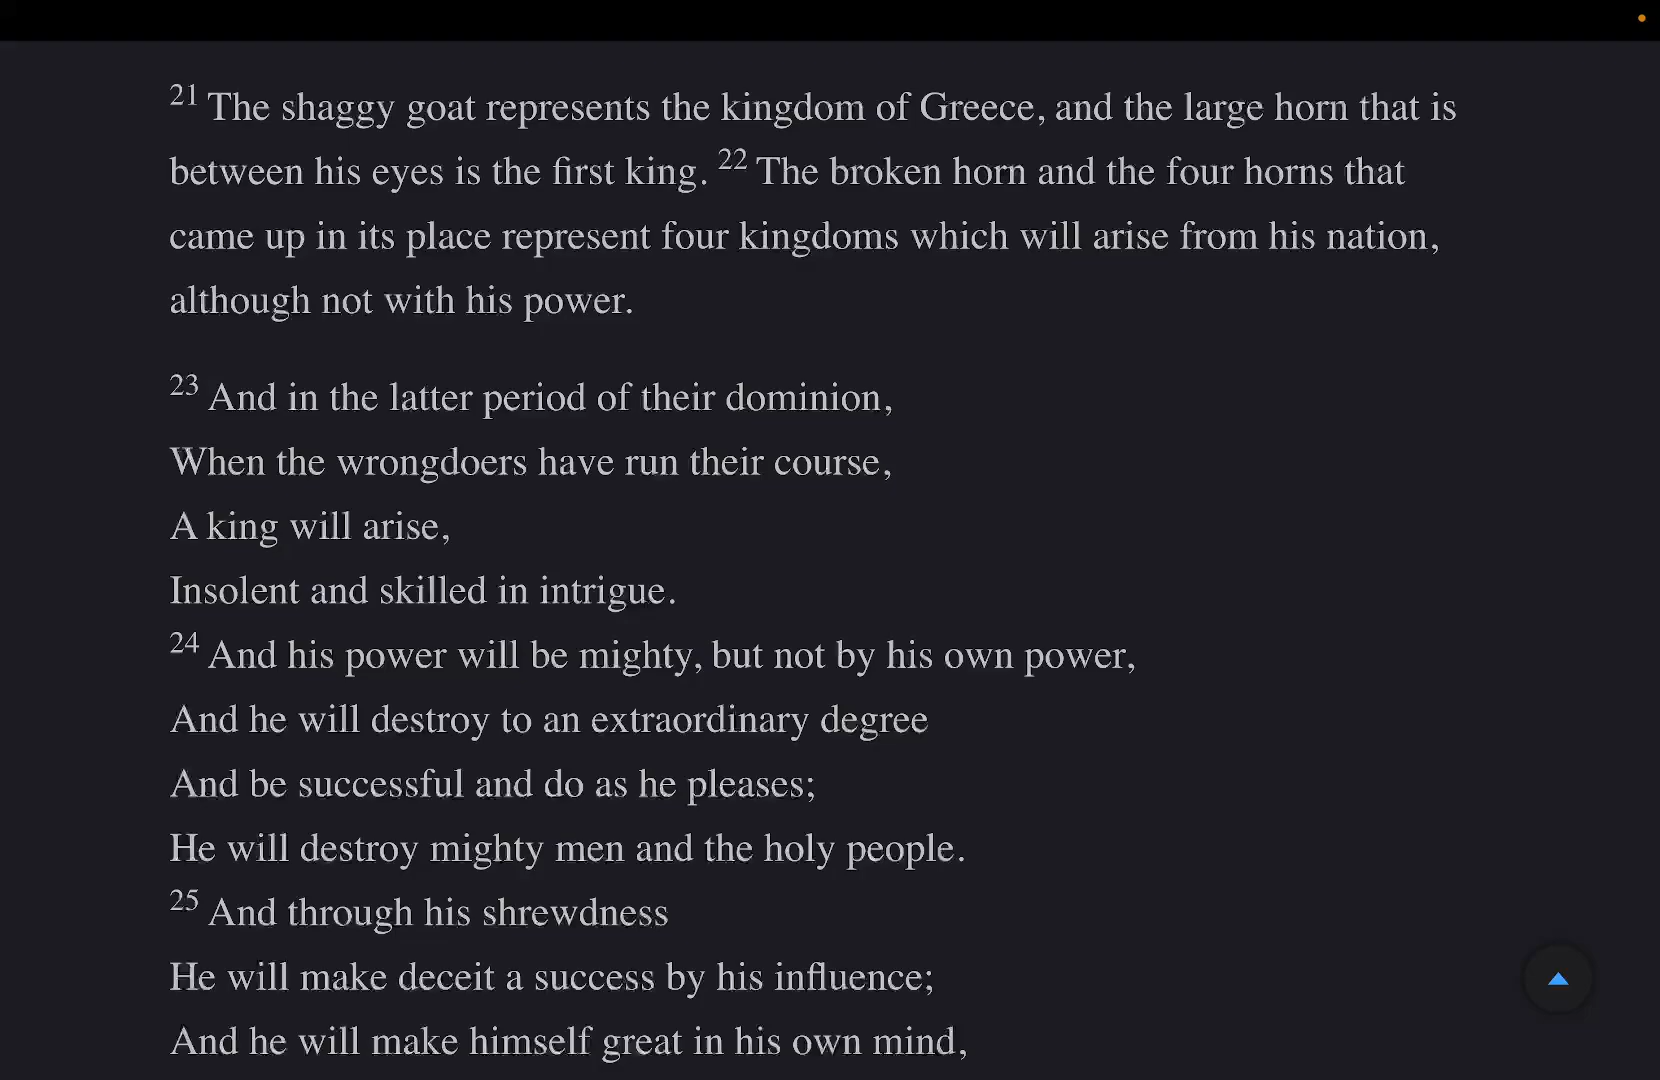 21 The shaggy goat represents the kingdom of Greece, and the large horn that is
between his eyes is the first king. 22 The broken horn and the four horns that
came up in its place represent four kingdoms which will arise from his nation,
although not with his power.
23 And in the latter period of their dominion,
When the wrongdoers have run their course,
A king will arise,
Insolent and skilled in intrigue.
24 And his power will be mighty, but not by his own power,
And he will destroy to an extraordinary degree
And be successful and do as he pleases;
He will destroy mighty men and the holy people.
25 And through his shrewdness
He will make deceit a success by his influence;
And he will make himself great in his own mind,